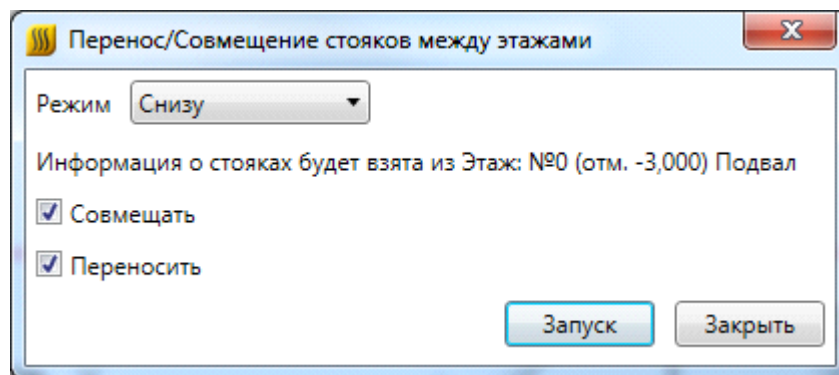 Перенос/Совмещение стояков между этажами
Режим Снизу
Информация о стояках будет взята из Этаж: №0 (отм. -3,000) Подвал
Совмещать
Переносить
Запуск Закрыть